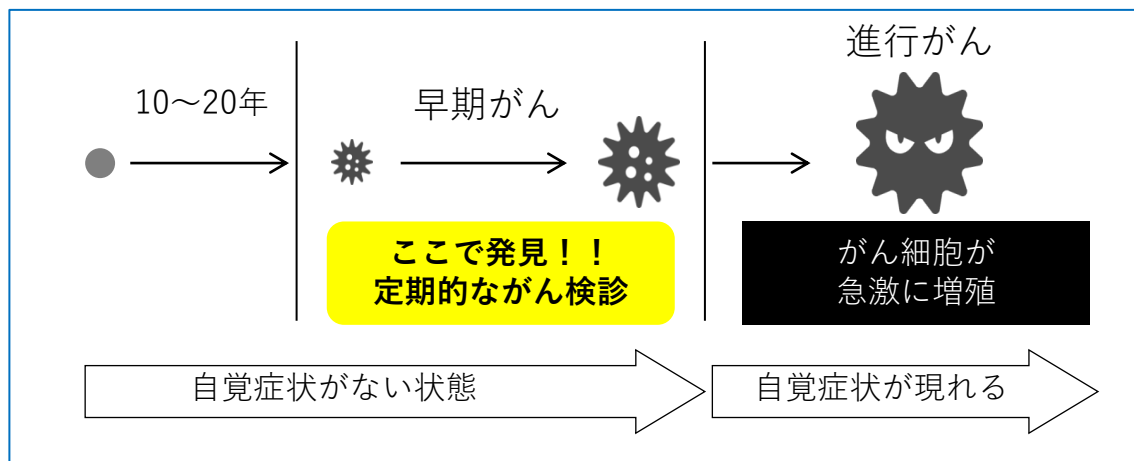 進行がん
10～20年
早期がん
ここで発見！！
定期的ながん検診
がん細胞が
急激に増殖
自覚症状がない状態
自覚症状が現れる